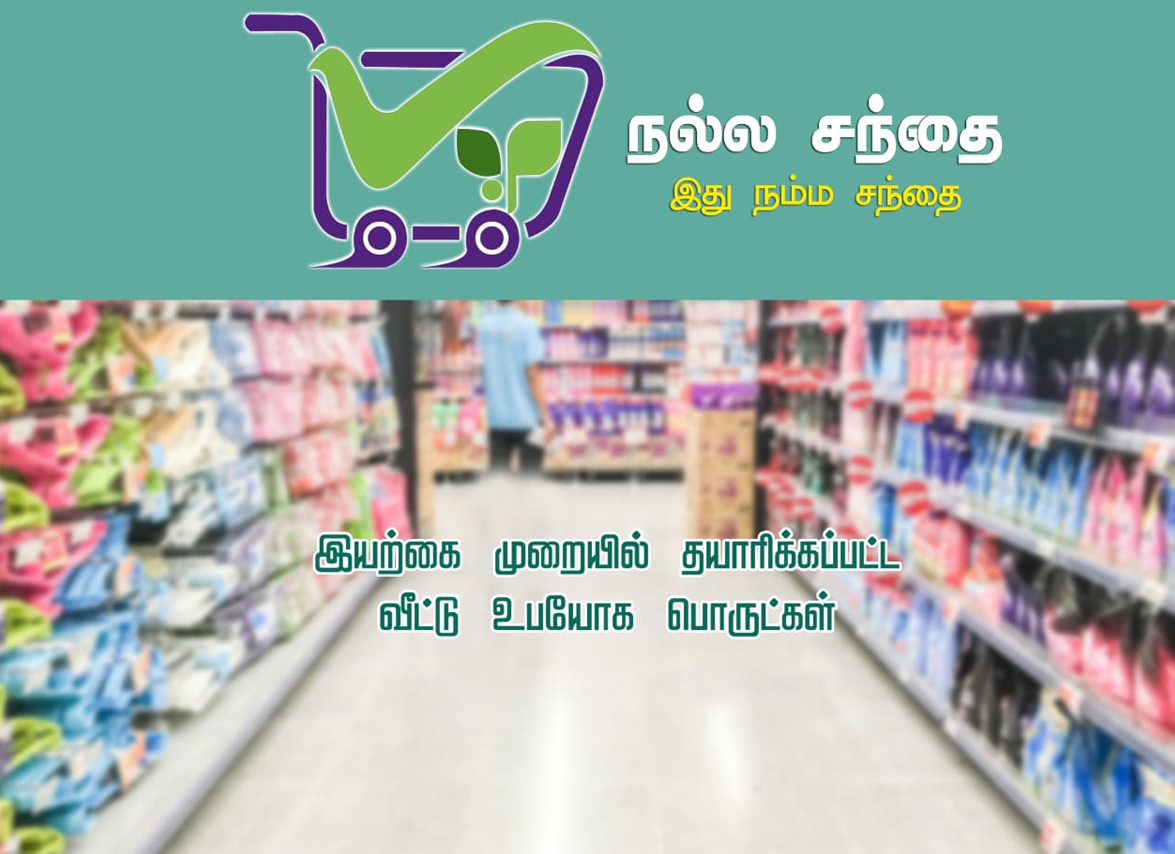 நல்ல சந்தை
இது நம்ம சந்தை
இயற்கை முறையில் தயாரிக்கப்பட்ட
வீட்டு உபயோக பொருட்கள்